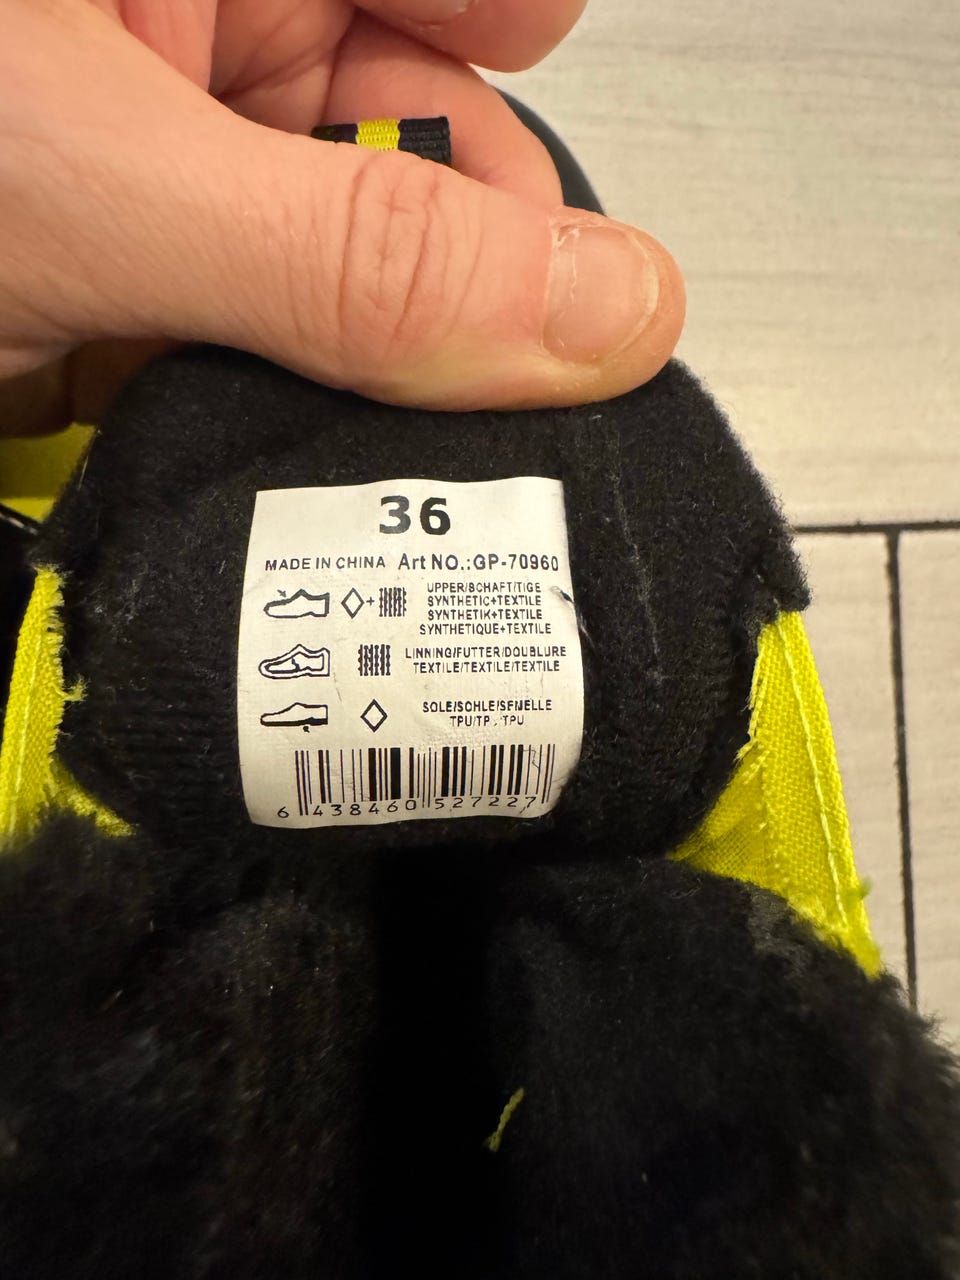 36
MADE IN CHINA Art NO.:GP-70960
UPPER/SCHAFT/TIGE
SYNTHETIC+TEXTILE
SYNTHETIK+TEXTILE
SYNTHETIQUE+TEXTILE
LINNING/FUTTER/DOUBLURE
TEXTILE/TEXTILE/TEXTILE
SOLE/SCHLE/SEMELLE
TPU/TP TPU
6 438460 527227